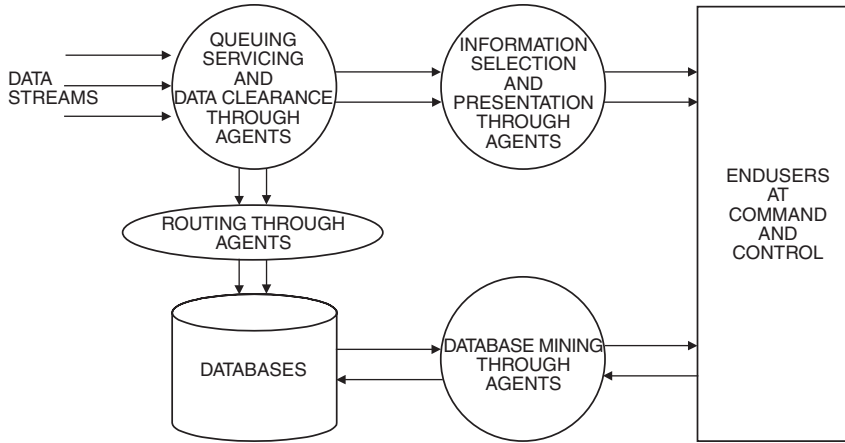 DATA
STREAMS
QUEUING
SERVICING
AND
DATA CLEARANCE
THROUGH
AGENTS
INFORMATION
SELECTION
AND
PRESENTATION
THROUGH
AGENTS
ENDUSERS
AT
COMMAND
AND
CONTROL
ROUTING THROUGH
AGENTS
DATABASES
DATABASE MINING
THROUGH
AGENTS